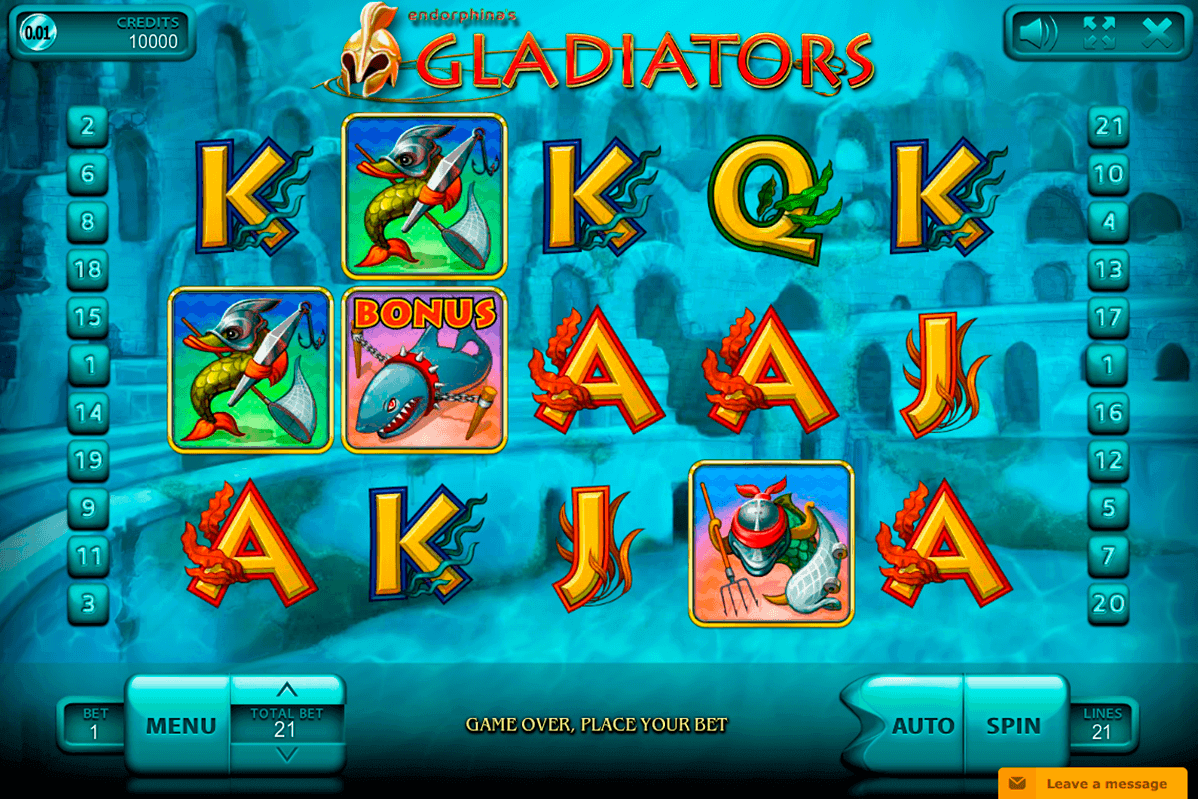 0.01
CREDITS
10000
endorphina's
GLADIATORS
2
6
8
18
15
1
14
19
9
11
3
K
K
Q
K
BONUS
A
A
J
A
K
J
A
21
10
4
13
17
1
16
12
5
7
20
BET
1
MENU
TOTAL BET
21
GAME OVER, PLACE YOUR BET
AUTO
SPIN
LINES
21
Leave a message